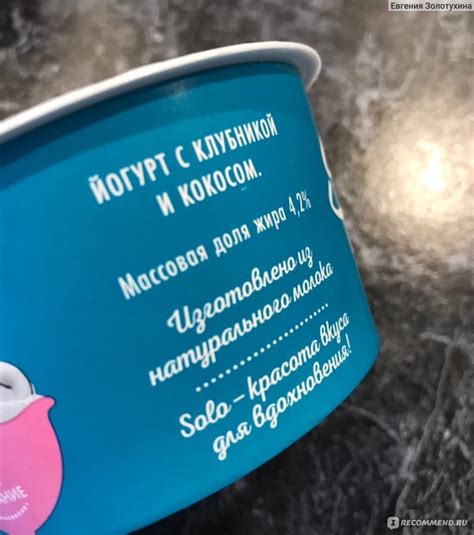 Евгения Золотухина
ЙОГУРТ С КЛУБНИКОЙ
И КОКОСОМ.
Массовая доля жира 4,2%
Изготовлено из
натурального молока
Solo – красота вкуса
для вдохновения!
IRECOMMEND.RU